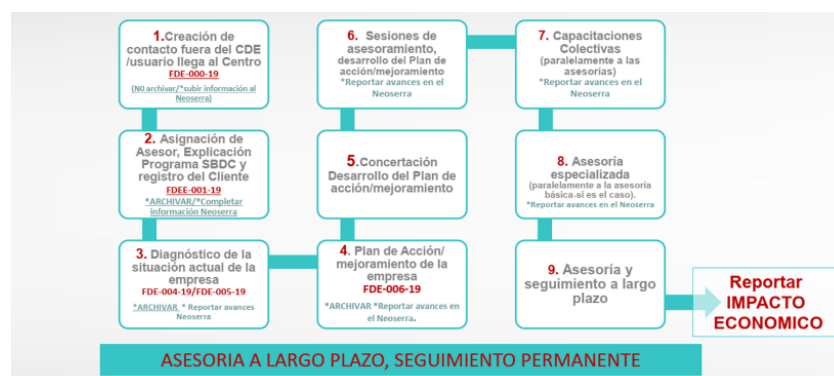 1.Creación de
contacto fuera del CDE
/usuario llega al Centro
FDE-000-19
(N0 archivar/*subir información al
Neoserra)
2. Asignación de
Asesor, Explicación
Programa SBDC y
registro del Cliente
FDEE-001-19
*ARCHIVAR/*Completar
información Neoserra
3. Diagnóstico de la
situación actual de la
empresa
FDE-004-19/FDE-005-19
*ARCHIVAR * Reportar avances
Neoserra
4. Plan de Acción/
mejoramiento de la
empresa
FDE-006-19
*ARCHIVAR *Reportar avances en
el Neoserra.
5.Concertación
Desarrollo del Plan de
acción/mejoramiento
6. Sesiones de
asesoramiento,
desarrollo del Plan de
acción/mejoramiento
*Reportar avances en el
Neoserra
7. Capacitaciones
Colectivas
(paralelamente a las
asesorías)
*Reportar avances en el
Neoserra
8. Asesoría
especializada
(paralelamente a la asesoría
básica-si es el caso).
*Reportar avances en el Neoserra
9. Asesoría y
seguimiento a largo
plazo
Reportar
IMPACTO
ECONOMICO
ASESORIA A LARGO PLAZO, SEGUIMIENTO PERMANENTE